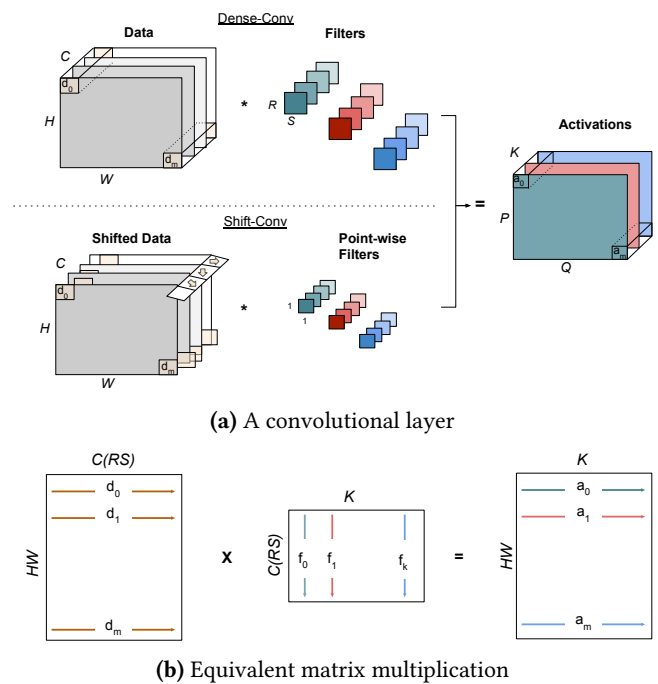 Dense-Conv
Data
Filters
C
d0
H
dm
W
*
R
S
Activations
K
a0
P
am
Q
=
Shift-Conv
Shifted Data
Point-wise
Filters
C
d0
H
dm
W
*
1
1
(a) A convolutional layer
C(RS)
d0
d1
HW
dm
X
K
C(RS)
f0 f1 fk
=
K
a0
a1
HW
am
(b) Equivalent matrix multiplication